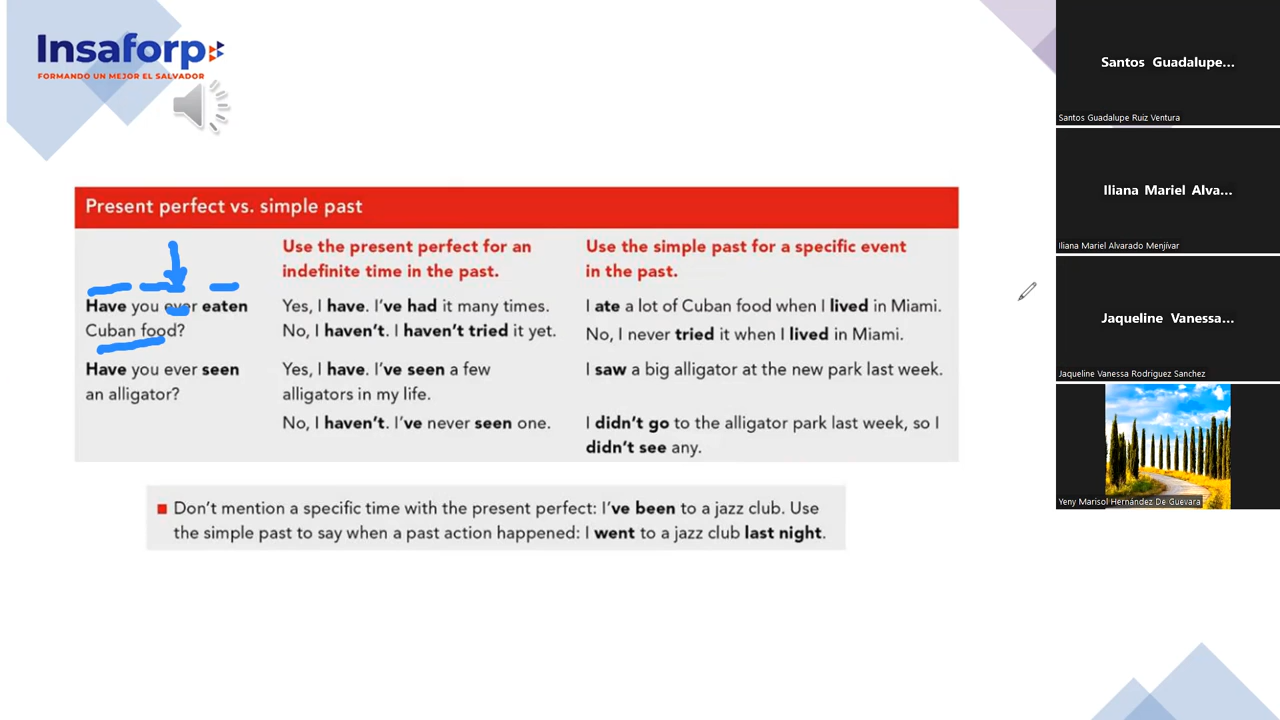 Insaforp
FORMANDO UN MEJOR EL SALVADOR
Present perfect vs. simple past
Use the present perfect for an
indefinite time in the past.
Use the simple past for a specific event
in the past.
Have you ever eaten
Cuban food?
Yes, I have. I've had it many times.
No, I haven't. I haven't tried it yet.
I ate a lot of Cuban food when I lived in Miami.
No, I never tried it when I lived in Miami.
Have you ever seen
an alligator?
Yes, I have. I've seen a few
alligators in my life.
No, I haven't. I've never seen one.
I saw a big alligator at the new park last week.
I didn't go to the alligator park last week, so I
didn't see any.
Don't mention a specific time with the present perfect: I've been to a jazz club. Use
the simple past to say when a past action happened: I went to a jazz club last night.
Santos Guadalupe...
Santos Guadalupe Ruiz Ventura
Iliana Mariel Alva...
Iliana Mariel Alvarado Menjívar
Jaqueline Vanessa...
Jaqueline Vanessa Rodriguez Sanchez
Yeny Marisol Hernández De Guevara